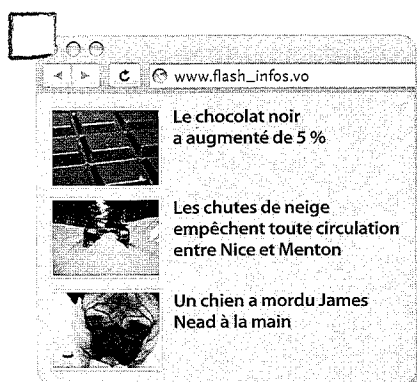 www.flash_infos.vo
Le chocolat noir
a augmenté de 5 %
Les chutes de neige
empêchent toute circulation
entre Nice et Menton
Un chien a mordu James
Nead à la main